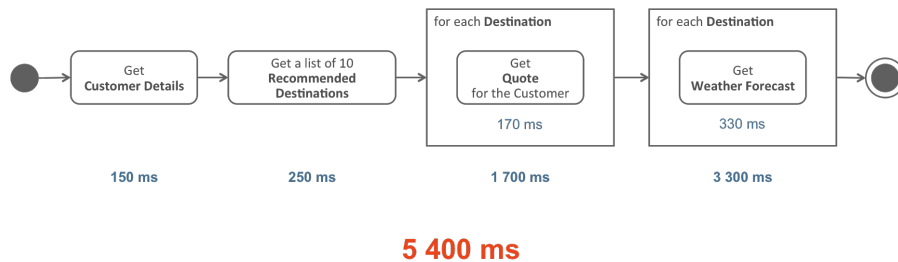 for each Destination
for each Destination
Get
Customer Details
Get a list of 10
Recommended
Destinations
Get
Quote
for the Customer
Get
Weather Forecast
170 ms
330 ms
150 ms
250 ms
1 700 ms
3 300 ms
5 400 ms